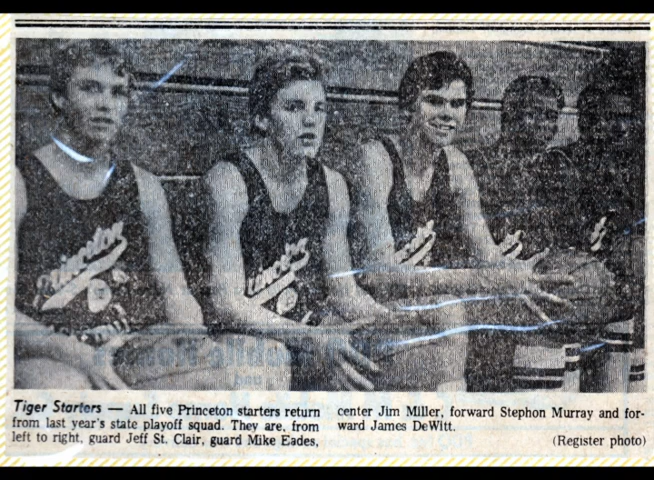 Princeton
Princeton
Princeton
Tiger Starters — All five Princeton starters return
from last year's state playoff squad. They are, from
left to right, guard Jeff St. Clair, guard Mike Eades,
center Jim Miller, forward Stephon Murray and for-
ward James DeWitt.
(Register photo)